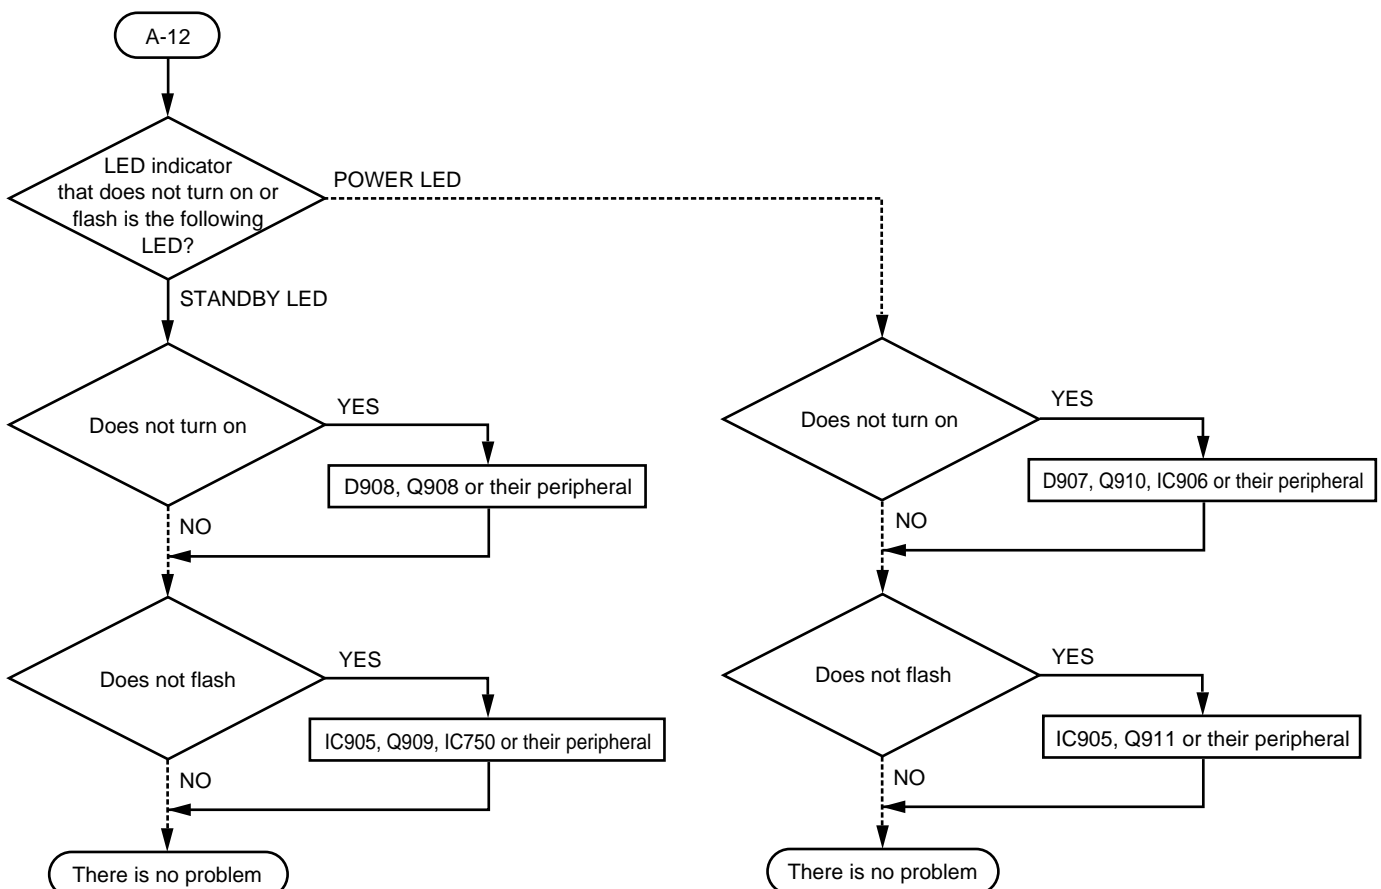 A-12
LED indicator
that does not turn on or
flash is the following
LED?
POWER LED
STANDBY LED
Does not turn on
YES
D908, Q908 or their peripheral
NO
Does not flash
YES
IC905, Q909, IC750 or their peripheral
NO
There is no problem
Does not turn on
YES
D907, Q910, IC906 or their peripheral
NO
Does not flash
YES
IC905, Q911 or their peripheral
NO
There is no problem